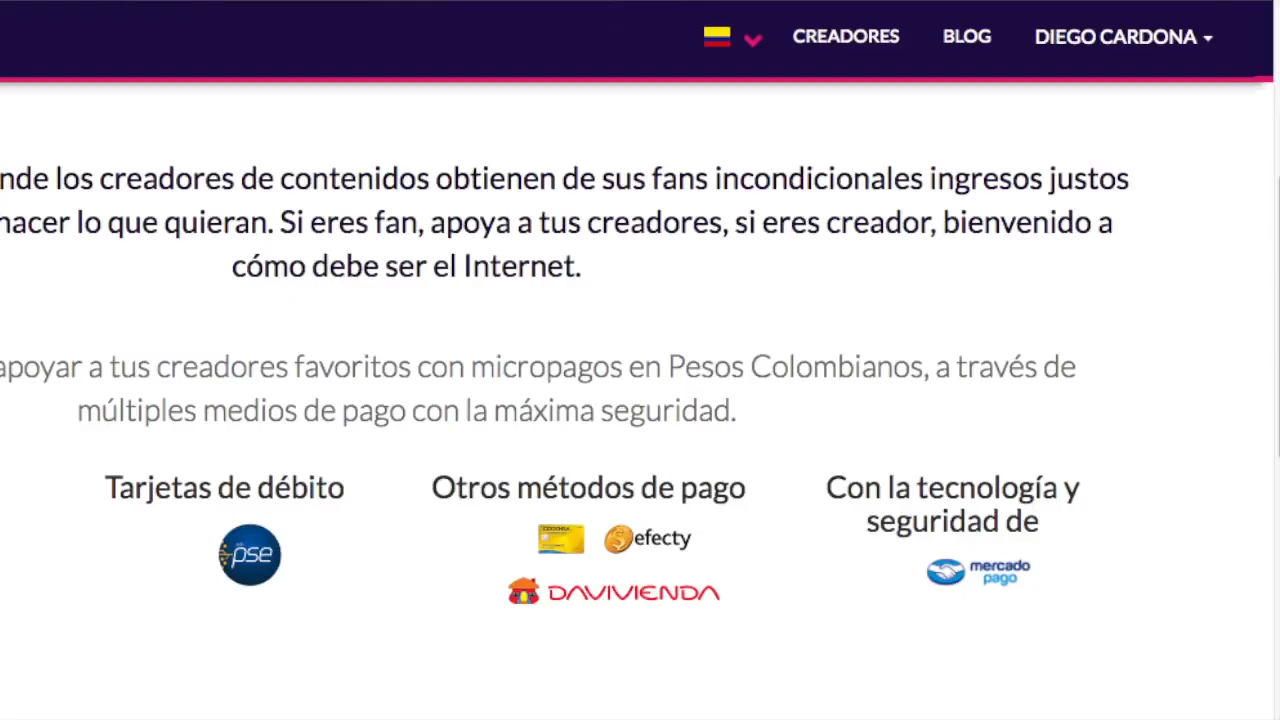 CREADORES BLOG DIEGO CARDONA
nde los creadores de contenidos obtienen de sus fans incondicionales ingresos justos
hacer lo que quieran. Si eres fan, apoya a tus creadores, si eres creador, bienvenido a
cómo debe ser el Internet.
apoyar a tus creadores favoritos con micropagos en Pesos Colombianos, a través de
múltiples medios de pago con la máxima seguridad.
Tarjetas de débito
pse
Otros métodos de pago
efecty
DAVIVIENDA
Con la tecnología y
seguridad de
mercado
pago